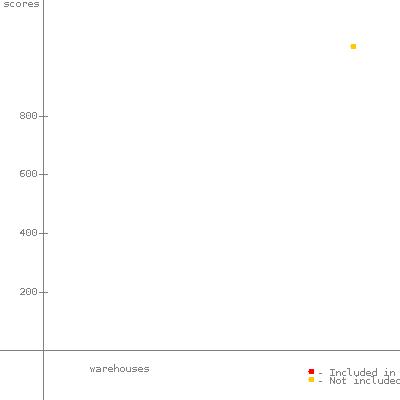 scores
800
600
400
200
warehouses
- Included in
- Not included